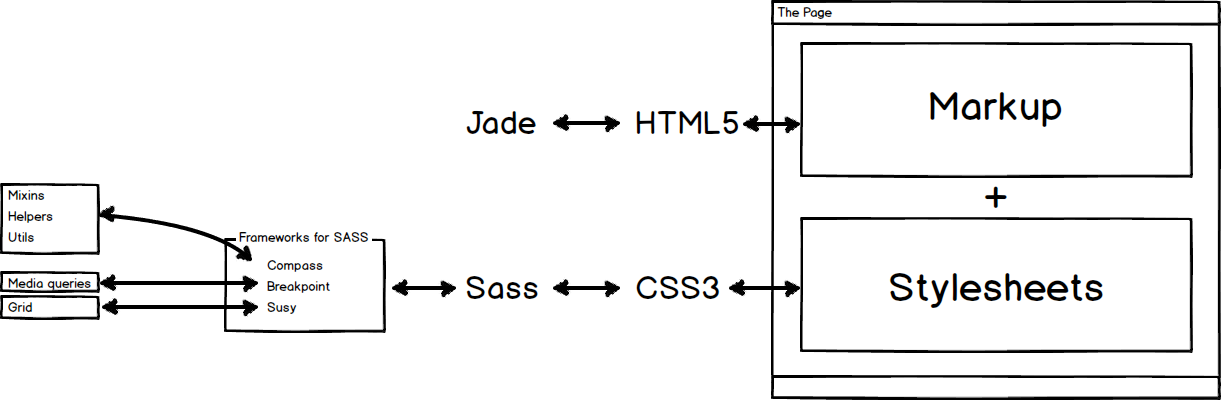 The Page
Markup
Jade
HTML5
+
Mixins
Helpers
Utils
Frameworks for SASS
Compass
Media queries
Breakpoint
Grid
Susy
Sass
CSS3
Stylesheets